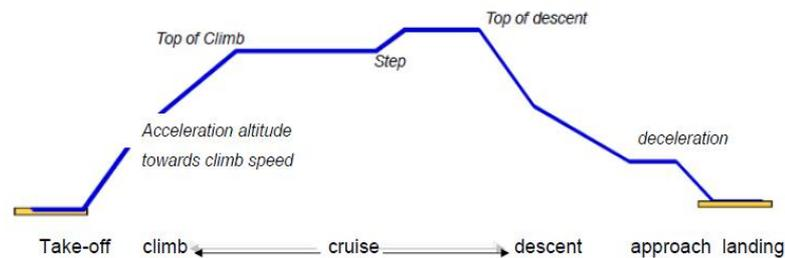 Top of descent
Top of Climb
Step
Acceleration altitude
towards climb speed
deceleration
Take-off climb cruise descent approach landing